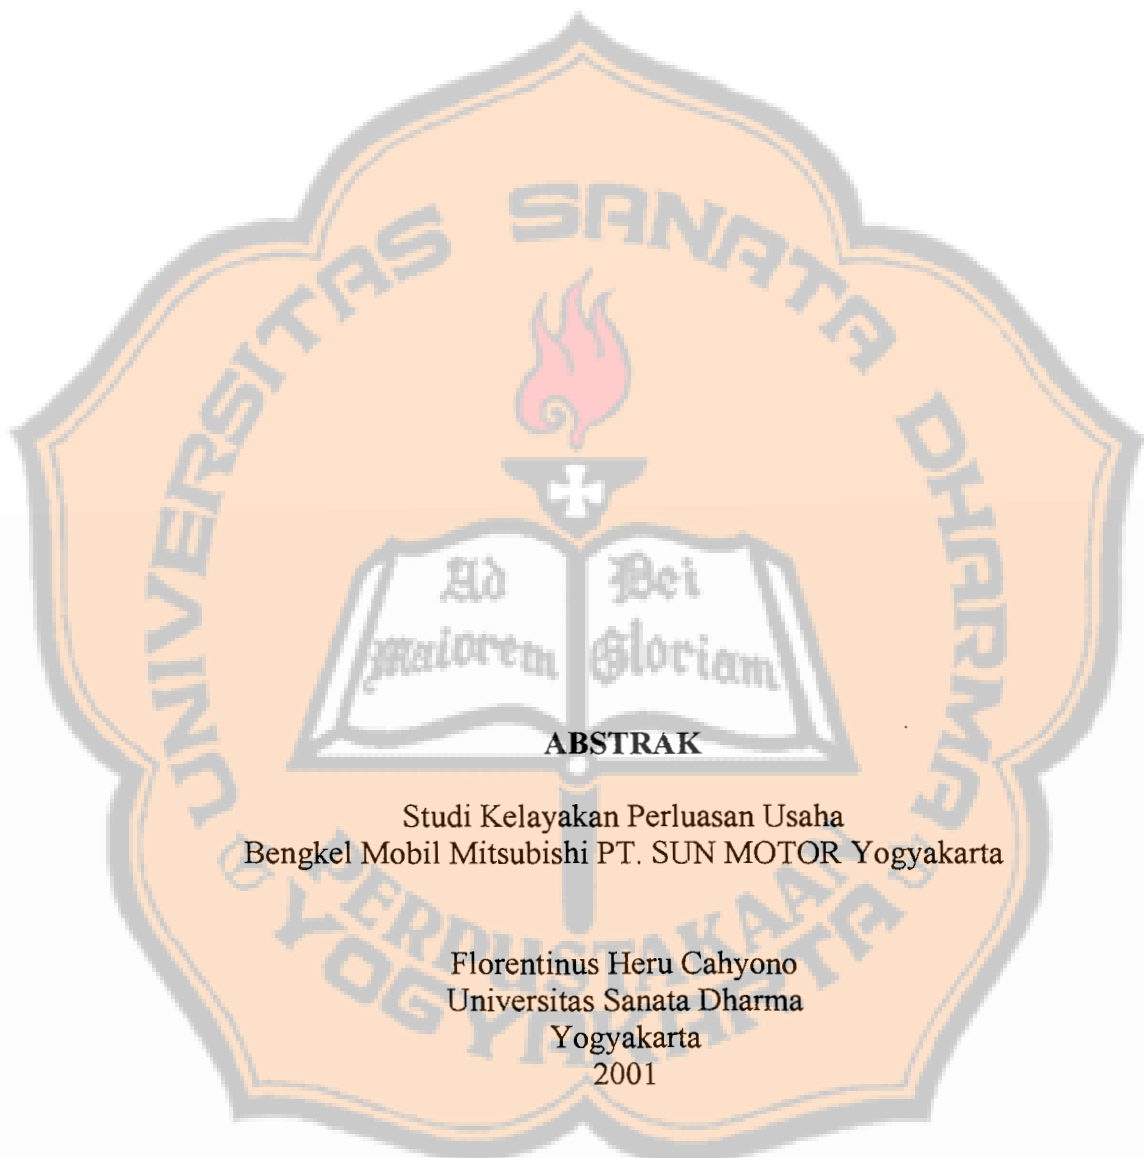 UNIVERSITAS SANATA DHARMA
Ad Dei
Maiorem Gloriam
ABSTRAK
Studi Kelayakan Perluasan Usaha
Bengkel Mobil Mitsubishi PT. SUN MOTOR Yogyakarta
PERPUSTAKAAN
YOGYAKARTA
Florentinus Heru Cahyono
Universitas Sanata Dharma
Yogyakarta
2001